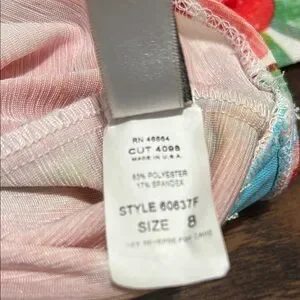 RN 46664
CUT 4098
MADE IN U.S.A.
83% POLYESTER
17% SPANDEX
STYLE 60637F
SIZE 8
SEE REVERSE FOR CARE